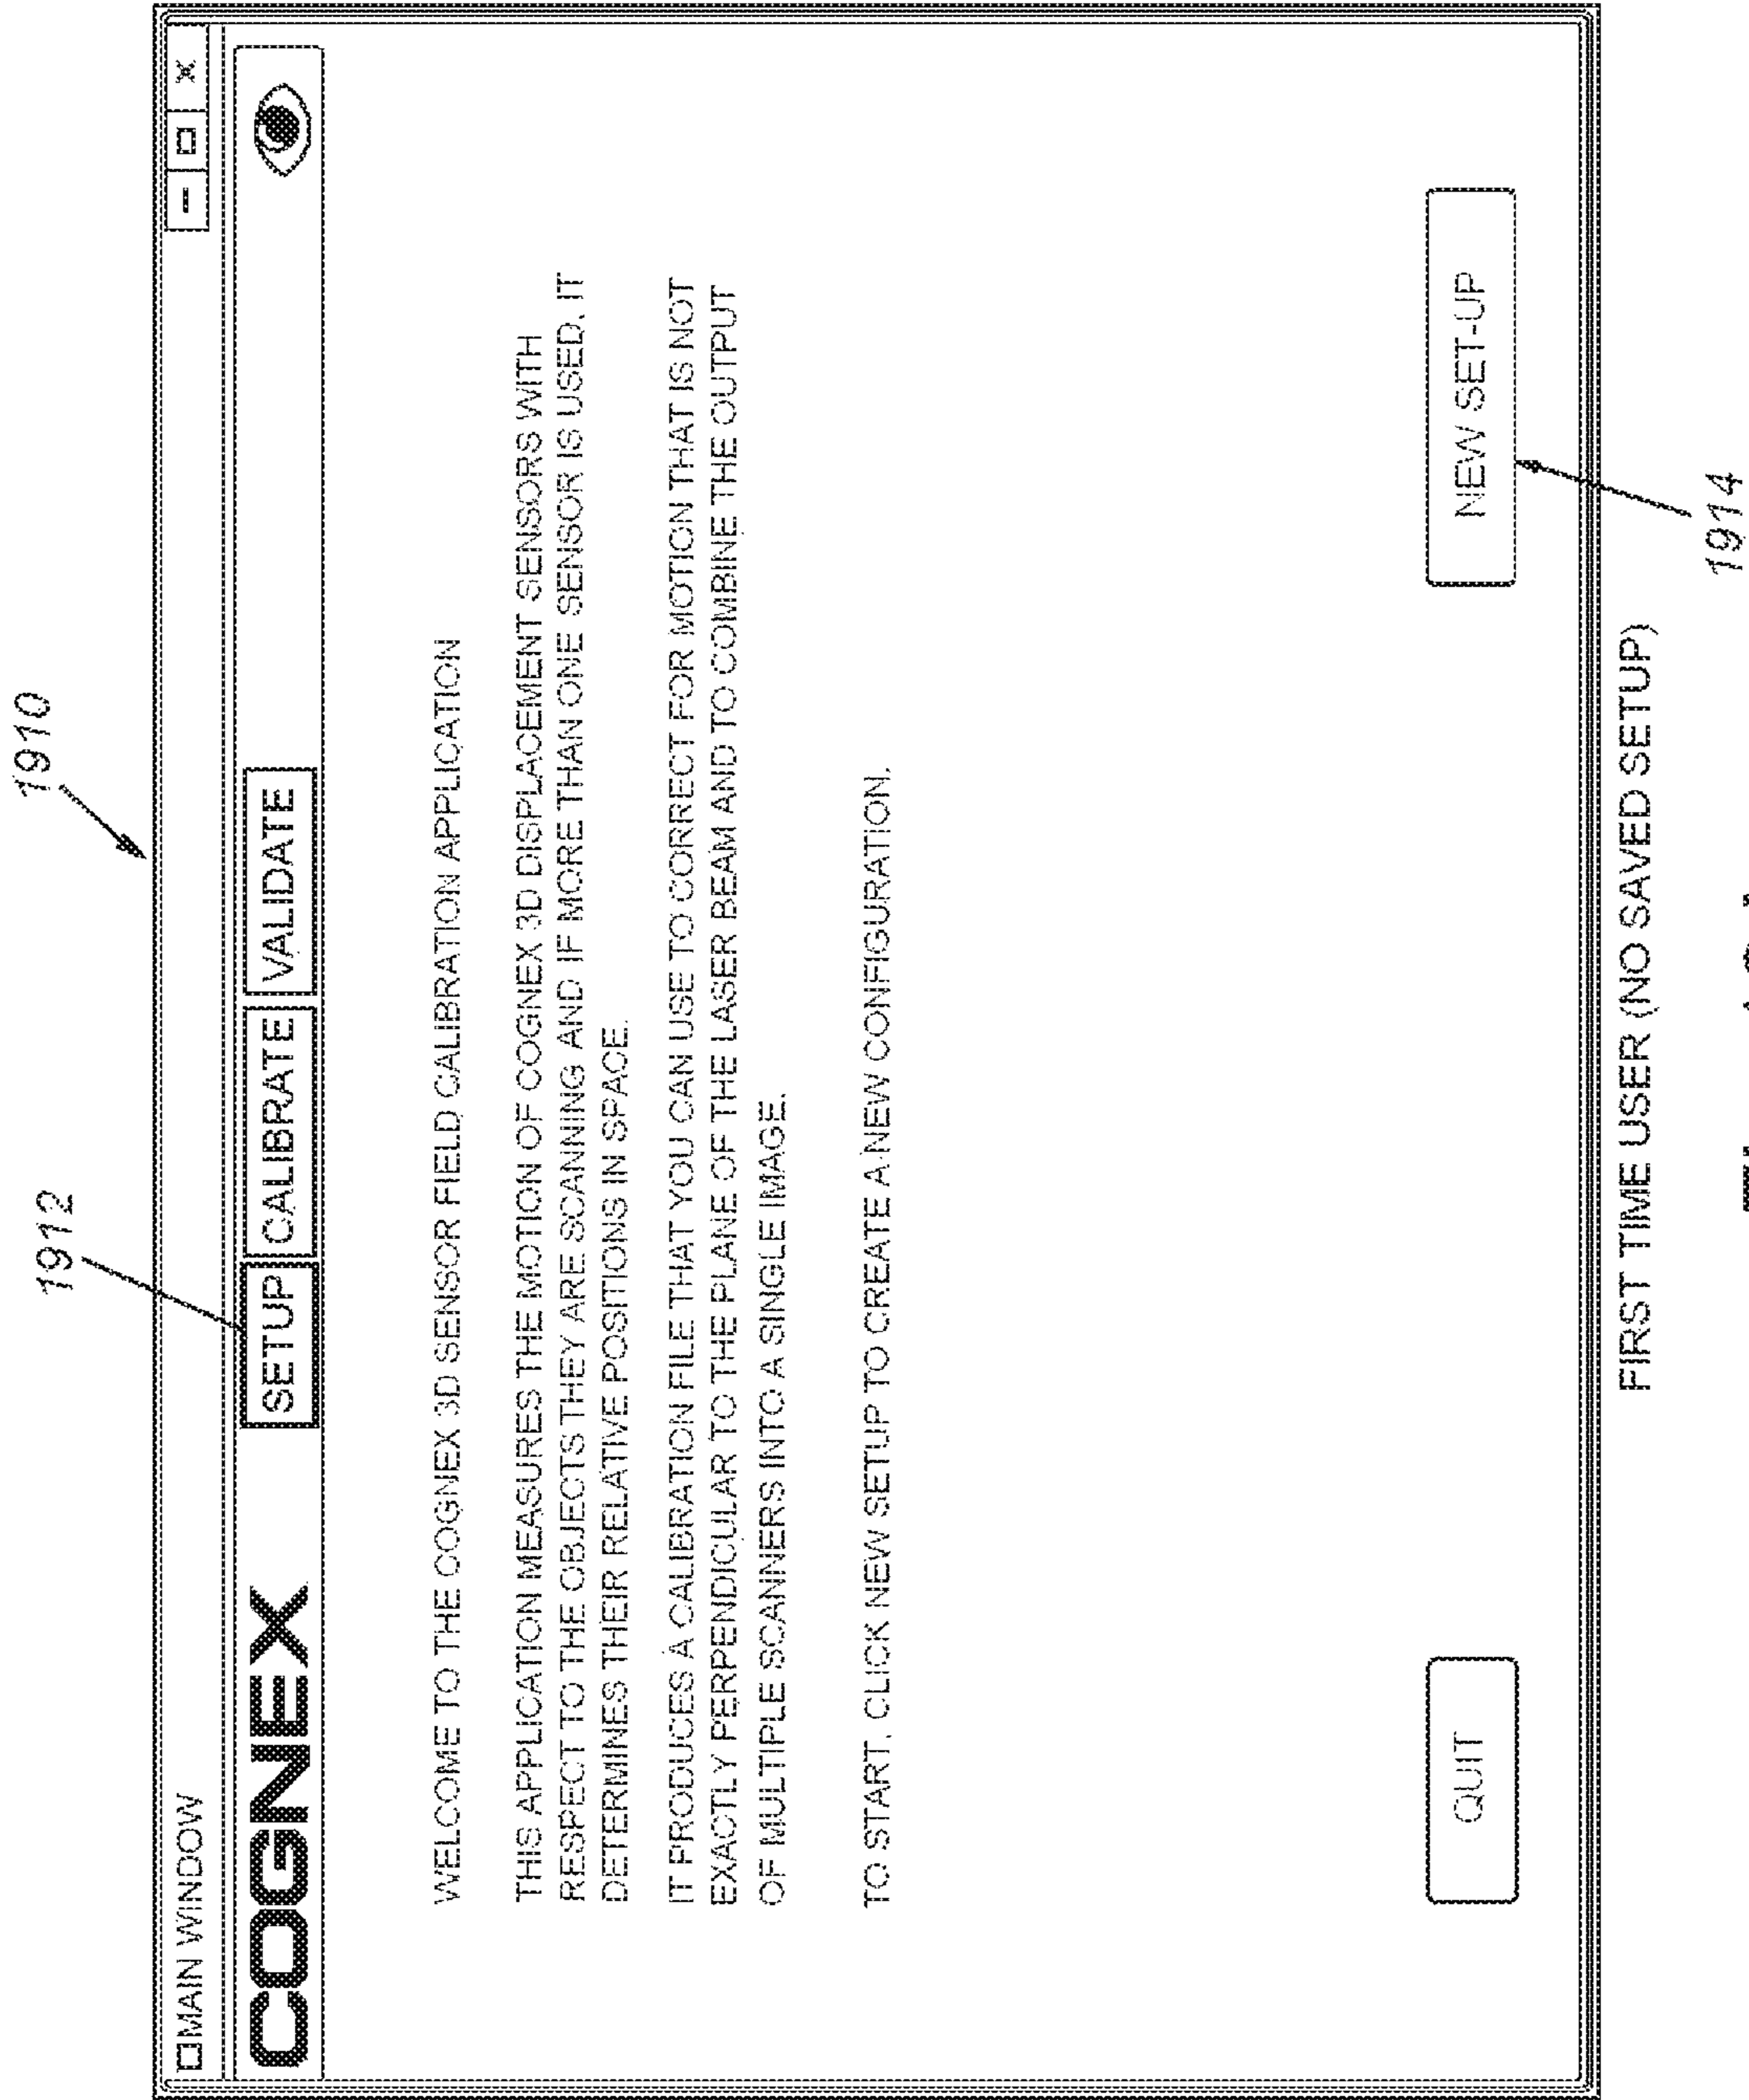 1910
1912
MAIN WINDOW
COGNEX SETUP CALIBRATE VALIDATE
WELCOME TO THE COGNEX 3D SENSOR FIELD CALIBRATION APPLICATION
THIS APPLICATION MEASURES THE MOTION OF COGNEX 3D DISPLACEMENT SENSORS WITH
RESPECT TO THE OBJECTS THEY ARE SCANNING AND IF MORE THAN ONE SENSOR IS USED, IT
DETERMINES THEIR RELATIVE POSITIONS IN SPACE.
IT PRODUCES A CALIBRATION FILE THAT YOU CAN USE TO CORRECT FOR MOTION THAT IS NOT
EXACTLY PERPENDICULAR TO THE PLANE OF THE LASER BEAM AND TO COMBINE THE OUTPUT
OF MULTIPLE SCANNERS INTO A SINGLE IMAGE.
TO START, CLICK NEW SETUP TO CREATE A NEW CONFIGURATION.
QUIT
NEW SET-UP
1914
FIRST TIME USER (NO SAVED SETUP)